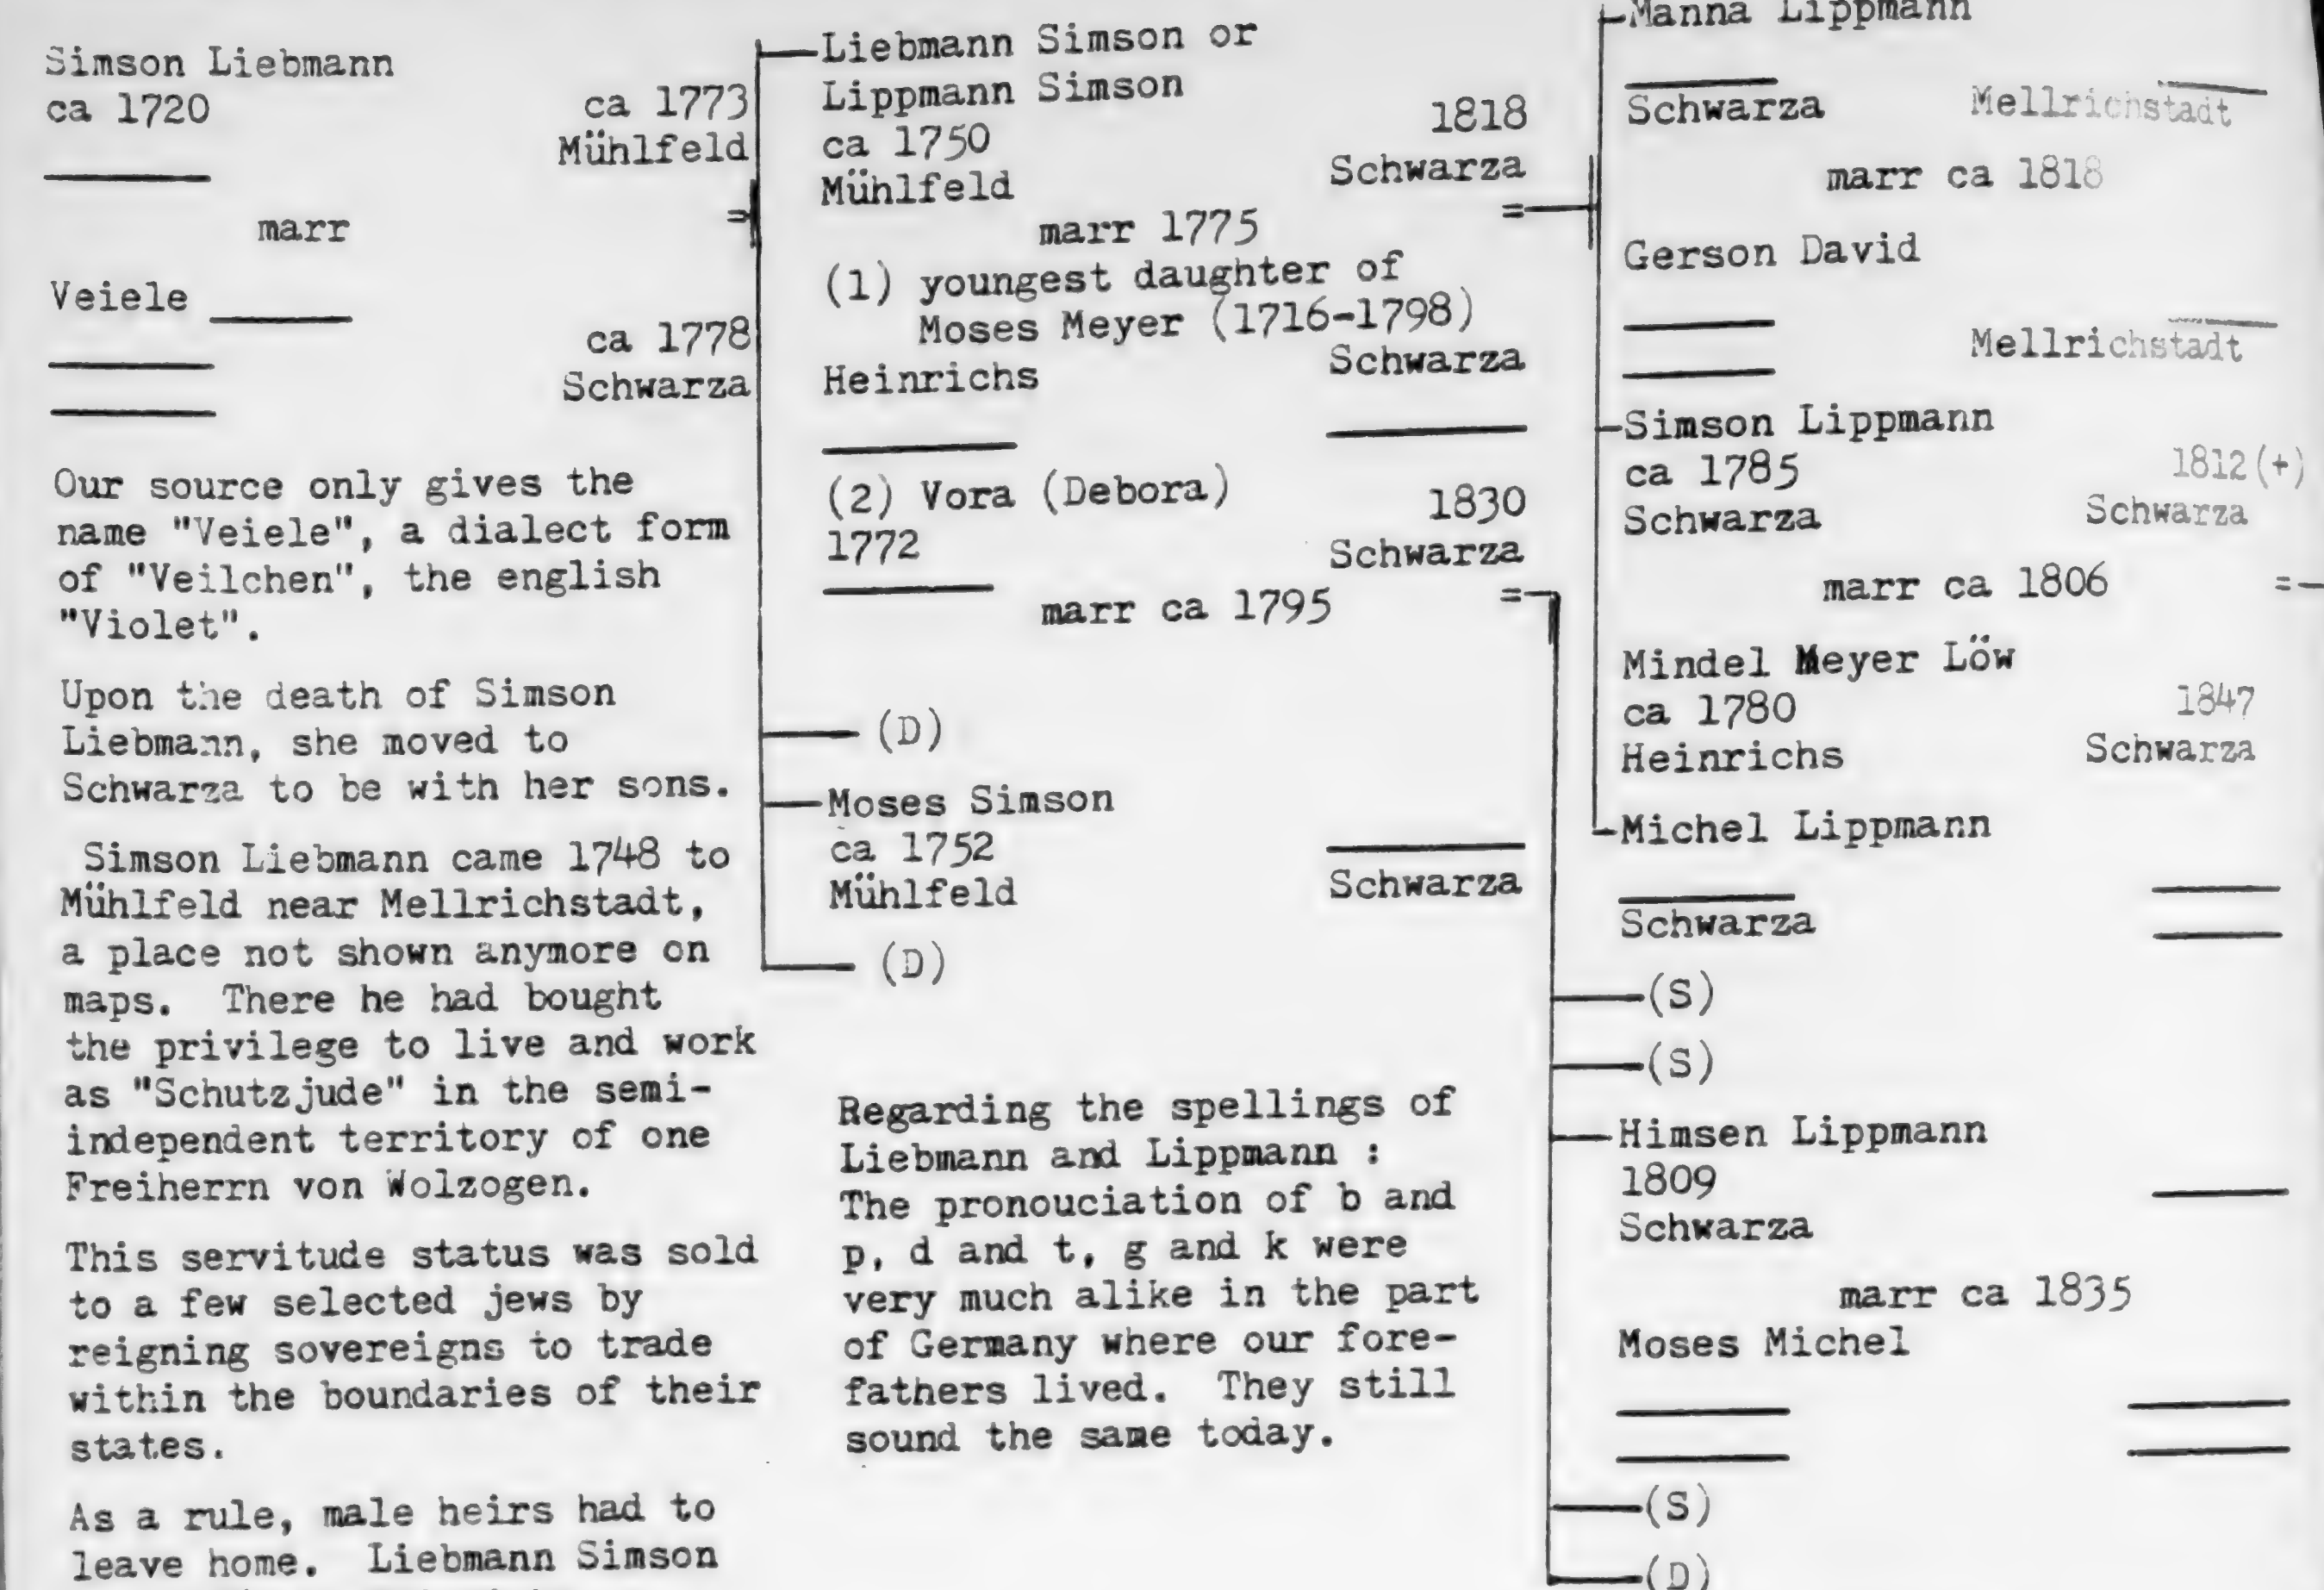 Simson Liebmann
ca 1720
ca 1773
Mühlfeld
marr
=
Veiele
ca 1778
Schwarza
Our source only gives the
name "Veiele", a dialect form
of "Veilchen", the english
"Violet".
Upon the death of Simson
Liebmann, she moved to
Schwarza to be with her sons.
Simson Liebmann came 1748 to
Mühlfeld near Mellrichstadt,
a place not shown anymore on
maps. There he had bought
the privilege to live and work
as "Schutzjude" in the semi-
independent territory of one
Freiherrn von Wolzogen.
This servitude status was sold
to a few selected jews by
reigning sovereigns to trade
within the boundaries of their
states.
As a rule, male heirs had to
leave home. Liebmann Simson
Liebmann Simson or
Lippmann Simson
ca 1750
Mühlfeld
1818
Schwarza
marr 1775
=
(1) youngest daughter of
Moses Meyer (1716-1798)
Heinrichs
Schwarza
(2) Vora (Debora)
1772
1830
Schwarza
marr ca 1795
=
(D)
Moses Simson
ca 1752
Mühlfeld
Schwarza
(D)
Regarding the spellings of
Liebmann and Lippmann :
The pronouciation of b and
p, d and t, g and k were
very much alike in the part
of Germany where our fore-
fathers lived. They still
sound the same today.
Manna Lippmann
Schwarza
Mellrichstadt
marr ca 1818
Gerson David
Mellrichstadt
Simson Lippmann
ca 1785
Schwarza
1812(+)
Schwarza
marr ca 1806
=
Mindel Meyer Löw
ca 1780
Heinrichs
1847
Schwarza
Michel Lippmann
Schwarza
(S)
(S)
Himsen Lippmann
1809
Schwarza
marr ca 1835
Moses Michel
(S)
(D)